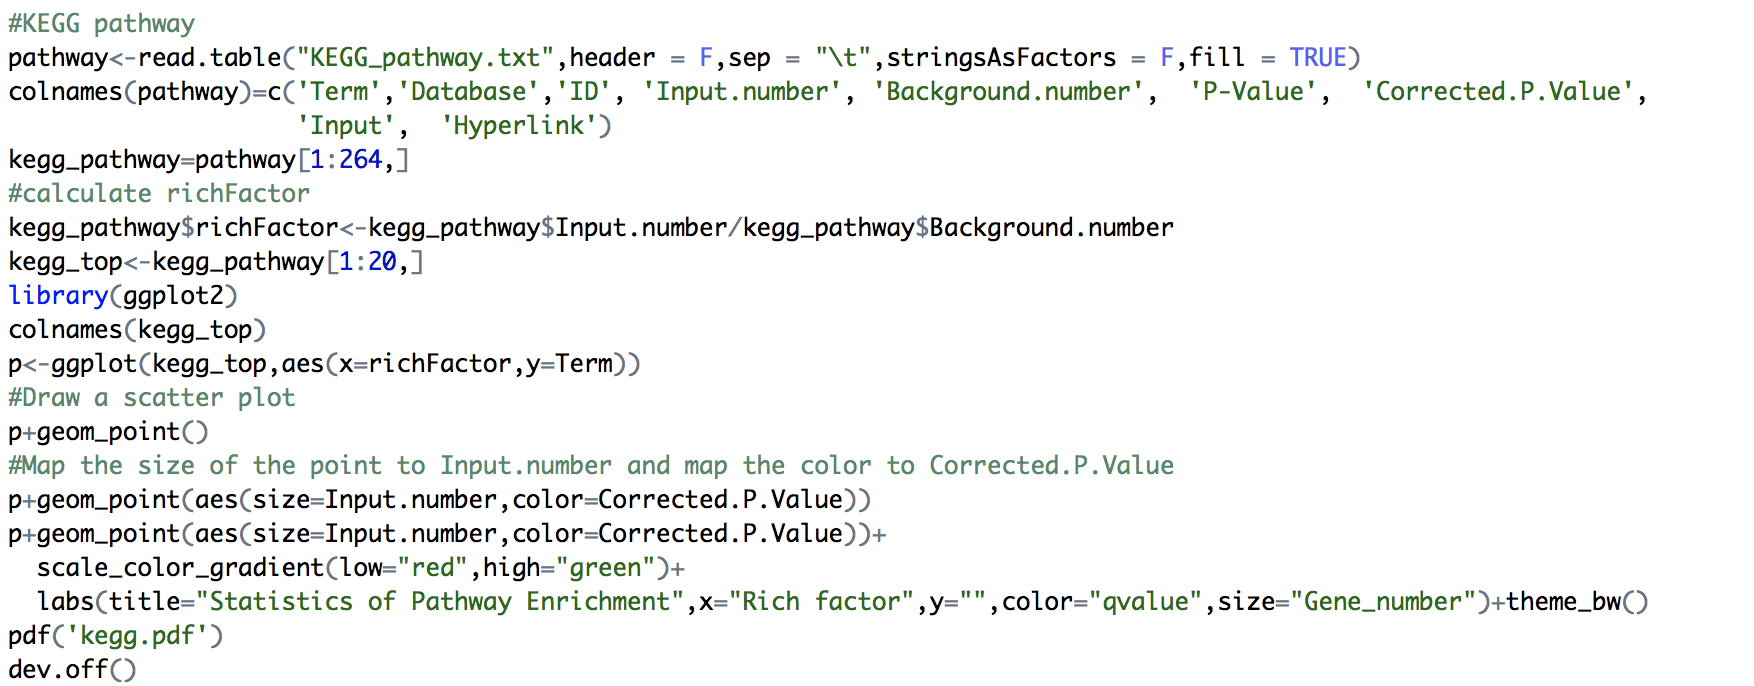 #KEGG pathway
pathway<-read.table("KEGG_pathway.txt",header = F,sep = "\t",stringsAsFactors = F,fill = TRUE)
colnames(pathway)=c('Term','Database','ID', 'Input.number', 'Background.number',  'P-Value',  'Corrected.P.Value',
                    'Input',  'Hyperlink')
kegg_pathway=pathway[1:264,]
#calculate richFactor
kegg_pathway$richFactor<-kegg_pathway$Input.number/kegg_pathway$Background.number
kegg_top<-kegg_pathway[1:20,]
library(ggplot2)
colnames(kegg_top)
p<-ggplot(kegg_top,aes(x=richFactor,y=Term))
#Draw a scatter plot
p+geom_point()
#Map the size of the point to Input.number and map the color to Corrected.P.Value
p+geom_point(aes(size=Input.number,color=Corrected.P.Value))
p+geom_point(aes(size=Input.number,color=Corrected.P.Value))+
  scale_color_gradient(low="red",high="green")+
  labs(title="Statistics of Pathway Enrichment",x="Rich factor",y="",color="qvalue",size="Gene_number")+theme_bw()
pdf('kegg.pdf')
dev.off()